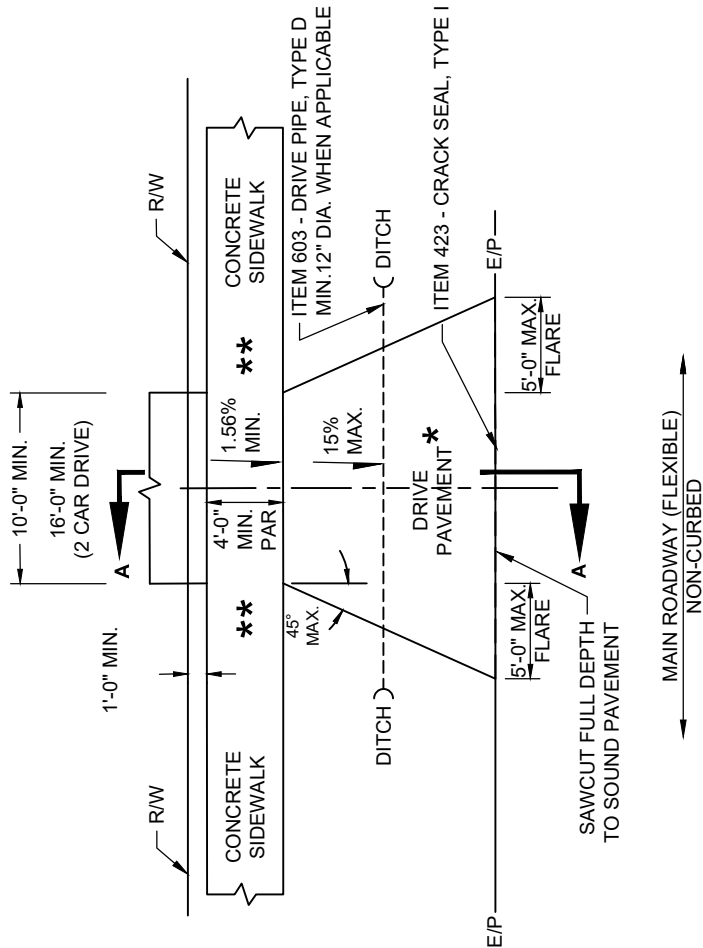 10'-0" MIN.
16'-0" MIN.
(2 CAR DRIVE)
A
1'-0" MIN.
R/W
R/W
CONCRETE
SIDEWALK
**
4'-0"
MIN.
PAR
1.56%
MIN.
**
CONCRETE
SIDEWALK
45°
MAX.
15%
MAX.
ITEM 603 - DRIVE PIPE, TYPE D
MIN.12" DIA. WHEN APPLICABLE
DITCH
DITCH
DRIVE
PAVEMENT
*
ITEM 423 - CRACK SEAL, TYPE I
E/P
E/P
5'-0" MAX.
FLARE
5'-0" MAX.
FLARE
A
SAWCUT FULL DEPTH
TO SOUND PAVEMENT
MAIN ROADWAY (FLEXIBLE)
NON-CURBED